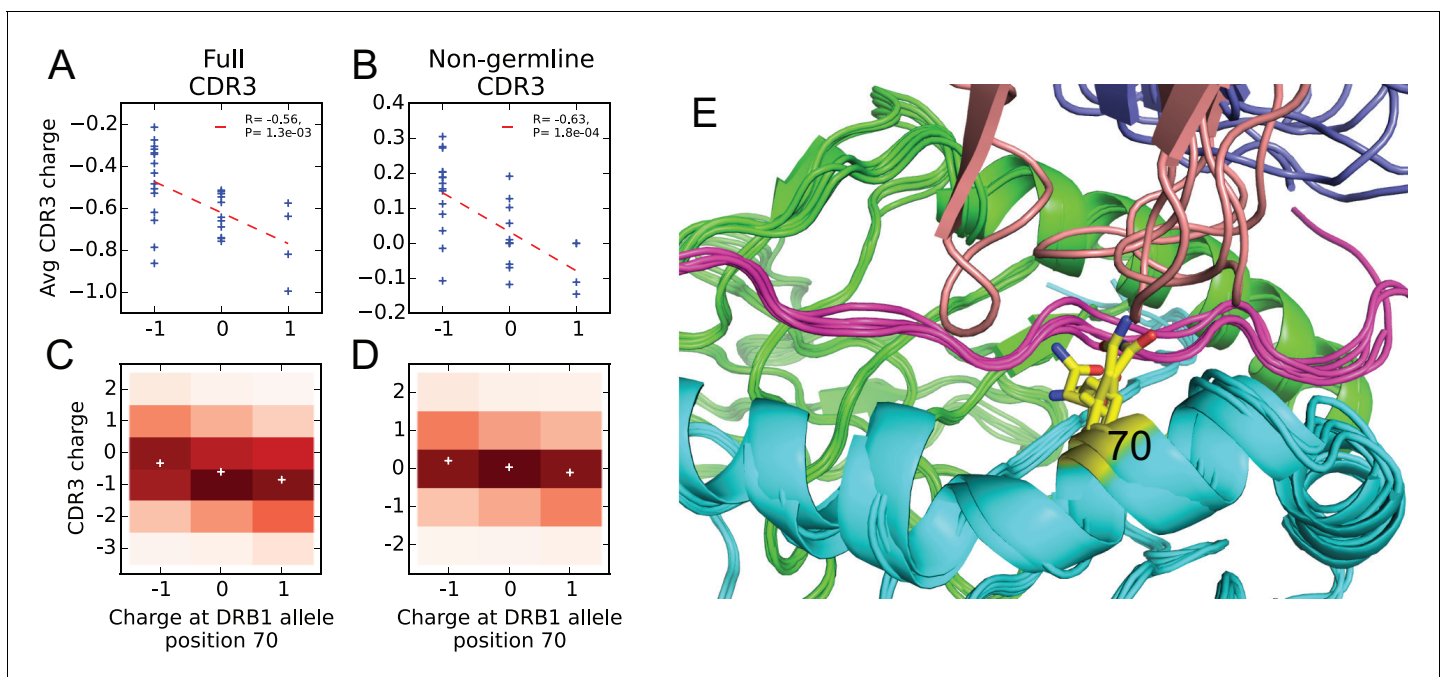 A
Full
CDR3
R= -0.56,
P= 1.3e-03
Avg CDR3 charge
−0.2
−0.4
−0.6
−0.8
−1.0
-1
0
1
B
Non-germline
CDR3
R= -0.63,
P= 1.8e-04
0.4
0.3
0.2
0.1
0.0
−0.1
−0.2
-1
0
1
C
CDR3 charge
2
1
0
-1
-2
-3
-1
0
1
Charge at DRB1 allele
position 70
D
2
1
0
-1
-2
-1
0
1
Charge at DRB1 allele
position 70
E
70